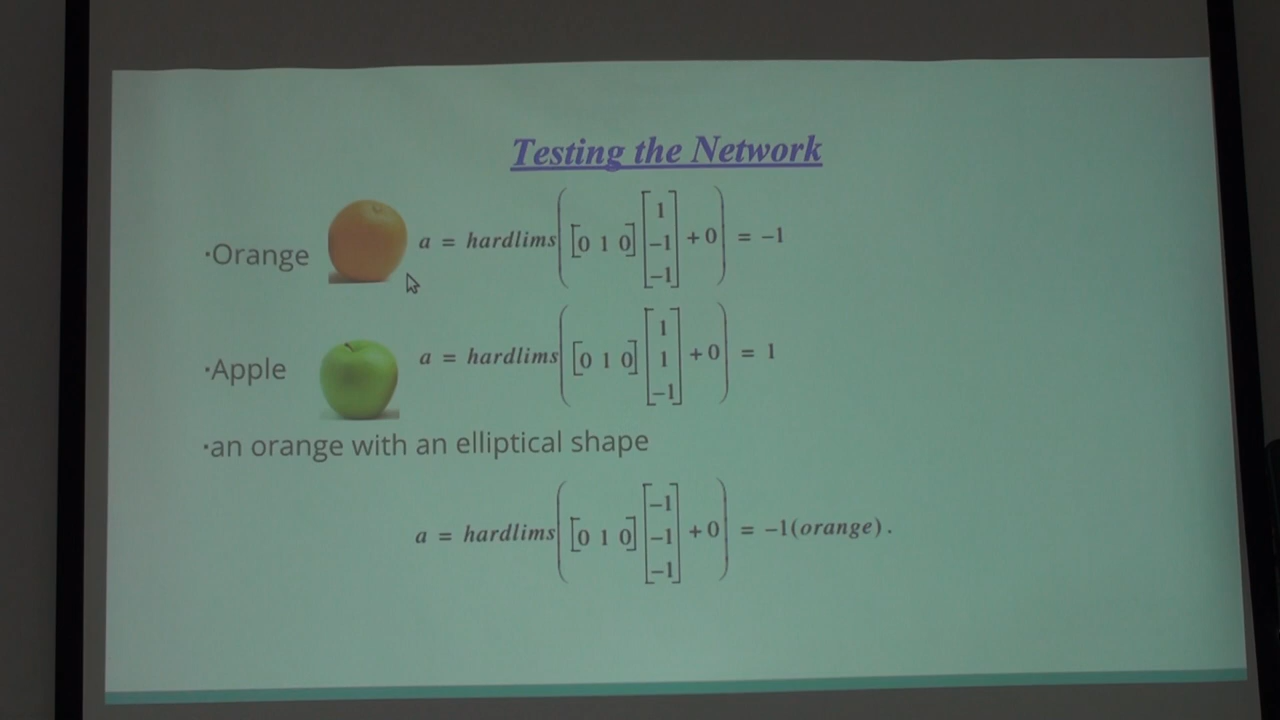 Testing the Network
·Orange a = hardlims([0 1 0][1 -1 -1] + 0) = -1
·Apple a = hardlims([0 1 0][1 1 -1] + 0) = 1
·an orange with an elliptical shape
a = hardlims([0 1 0][-1 -1 -1] + 0) = -1(orange).